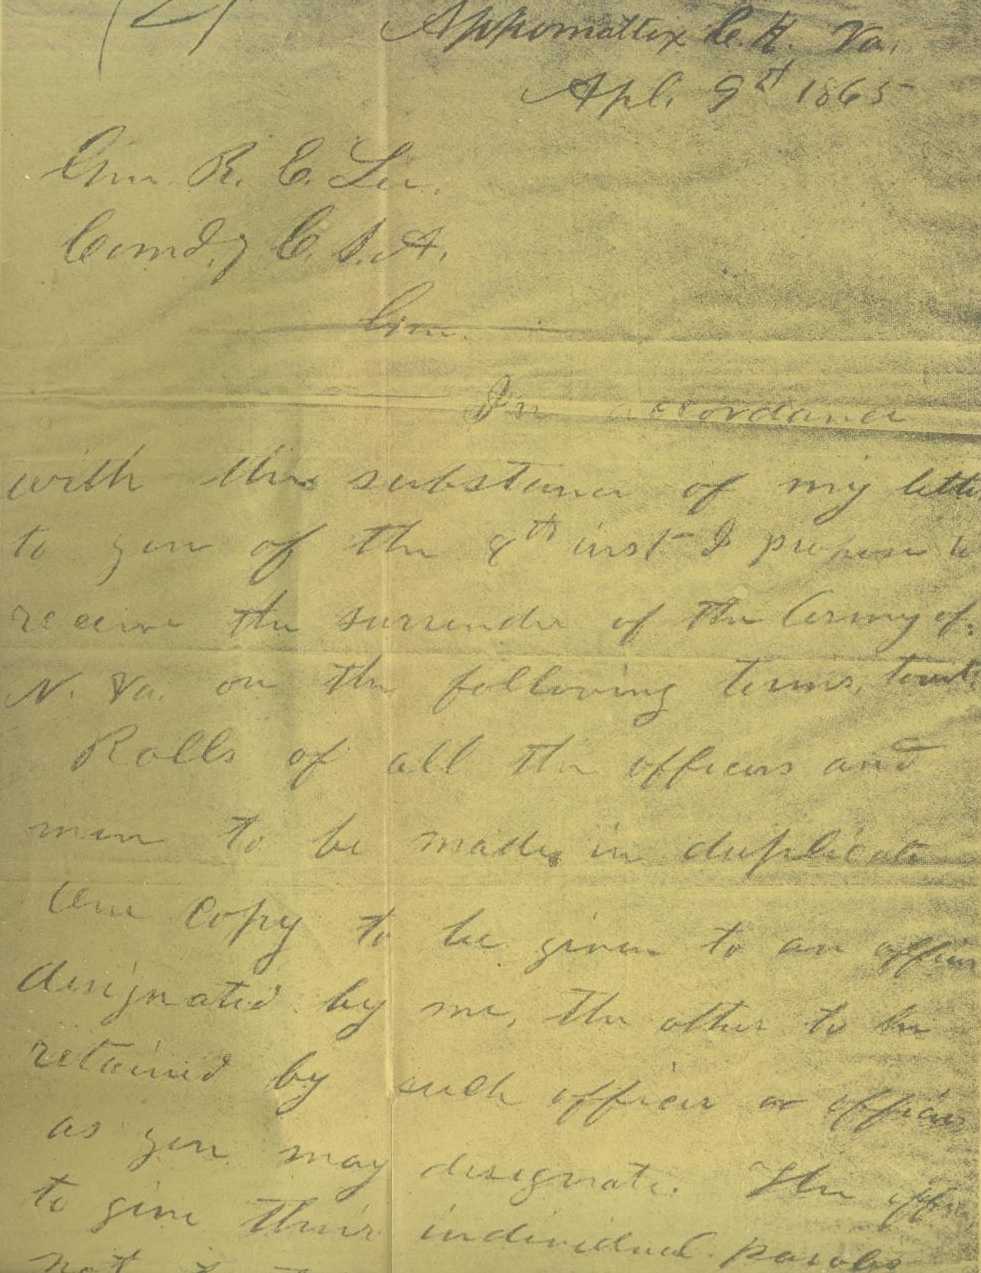 Appomattox C. H. Va.
Apl. 9th 1865
Gen. R. E. Lee.
Comd.g C. S. A.
Gen.
In accordance
with the substance of my letter
to you of the 8th inst I propose to
receive the surrender of the Army of
N. Va. on the following terms, towit:
Rolls of all the officers and
men to be made in duplicate
One copy to be given to an officer
designated by me, the other to be
retained by such officer or officers
as you may designate. The officers
to give their individual paroles
not to